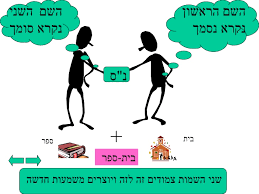 השם הראשון
נקרא נסמך
השם השני
נקרא סומך
נ"ס
בית
+
ספר
בית-ספר
שני השמות צמודים זה לזה ויוצרים משמעות חדשה